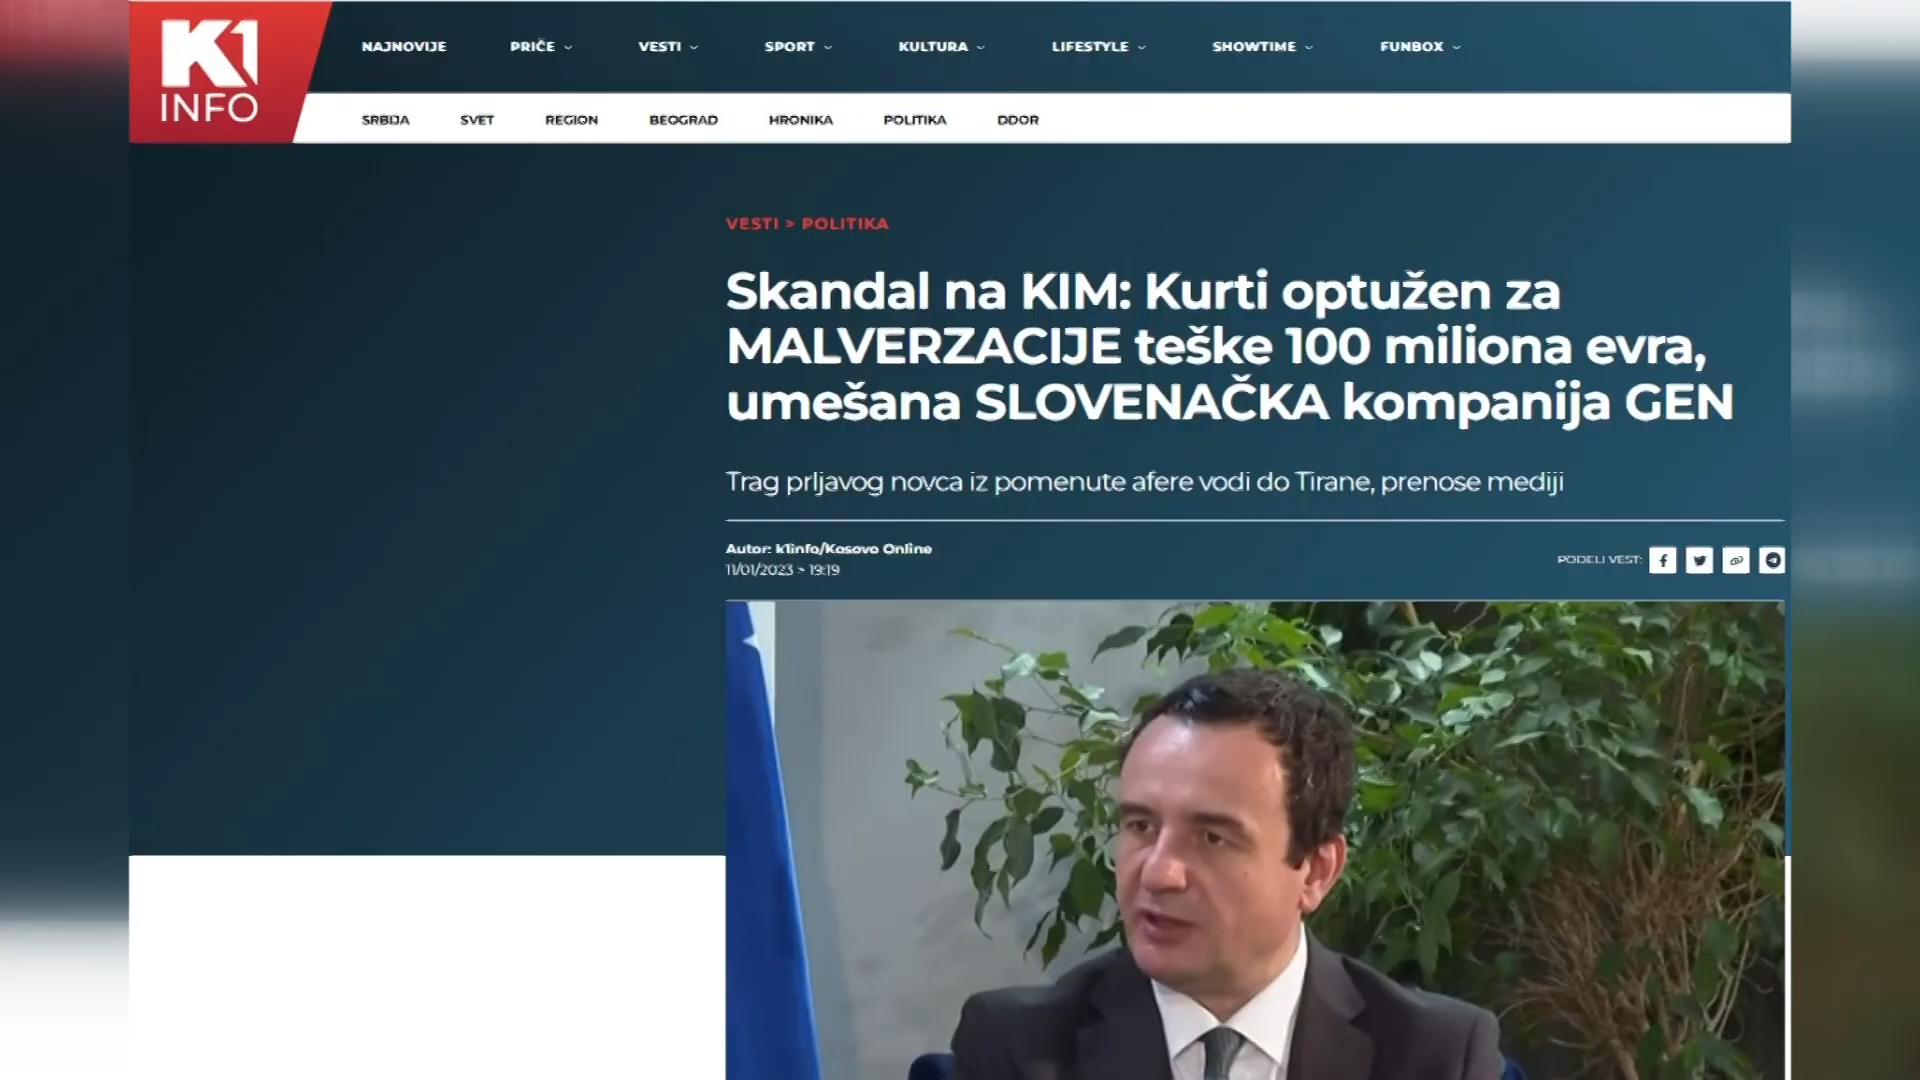 K1
INFO
NAJNOVIJE PRIČE VESTI SPORT KULTURA LIFESTYLE SHOWTIME FUNBOX
SRBIJA SVET REGION BEOGRAD HRONIKA POLITIKA DDOR
VESTI > POLITIKA
Skandal na KIM: Kurti optužen za
MALVERZACIJE teške 100 miliona evra,
umešana SLOVENAČKA kompanija GEN
Trag prljavog novca iz pomenute afere vodi do Tirane, prenose mediji
Autor: k1info/Kosovo Online
11/01/2023 > 19:19
PODELI VEST: